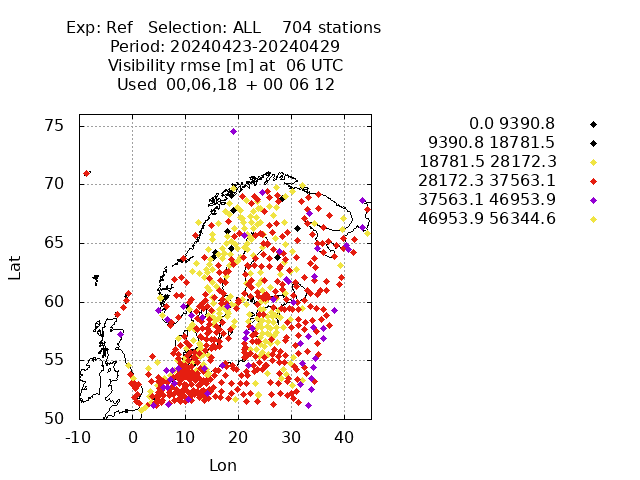 Exp: Ref   Selection: ALL    704 stations
Period: 20240423-20240429
Visibility rmse [m] at  06 UTC
Used  00,06,18  + 00 06 12
0.0 9390.8
9390.8 18781.5
18781.5 28172.3
28172.3 37563.1
37563.1 46953.9
46953.9 56344.6
75
70
65
60
55
50
Lat
-10 0 10 20 30 40
Lon